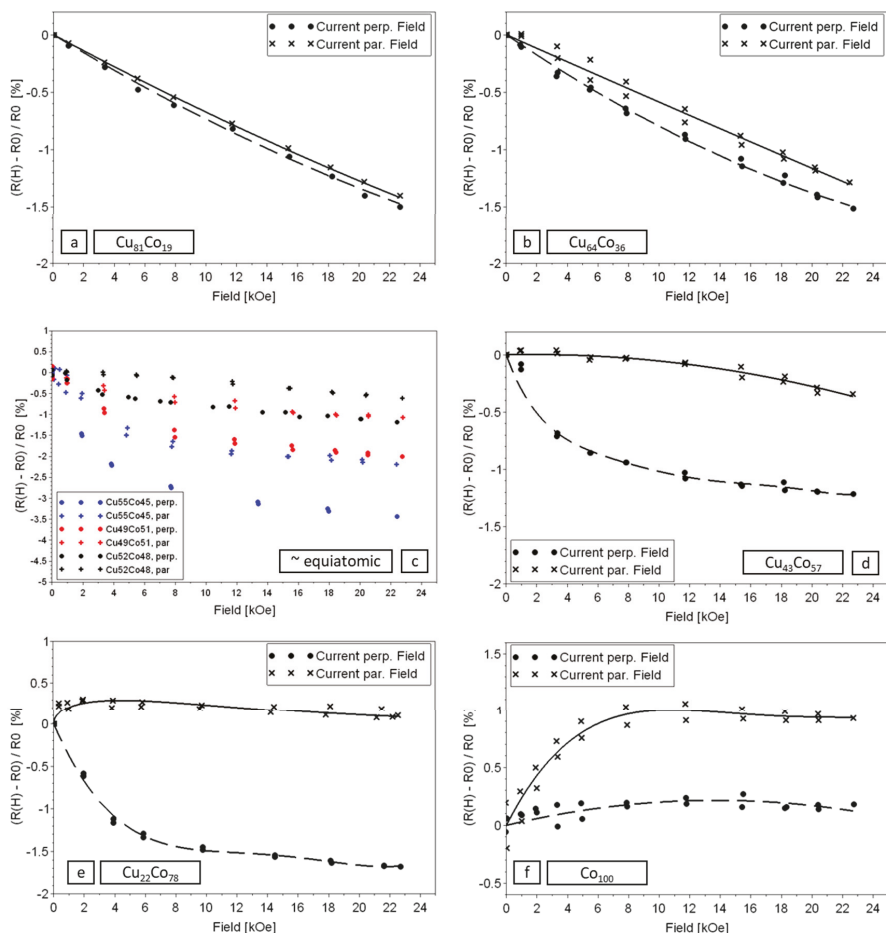 Current perp. Field
Current par. Field
(R(H) - R0) / R0 [%]
0
-0.5
-1
-1.5
-2
0 2 4 6 8 10 12 14 16 18 20 22 24
Field [kOe]
a Cu81Co19
Current perp. Field
Current par. Field
(R(H) - R0) / R0 [%]
0
-0.5
-1
-1.5
-2
0 2 4 6 8 10 12 14 16 18 20 22 24
Field [kOe]
b Cu64Co36
(R(H) - R0) / R0 [%]
1
0.5
0
-0.5
-1
-1.5
-2
-2.5
-3
-3.5
-4
-4.5
-5
Cu55Co45, perp.
Cu55Co45, par
Cu49Co51, perp.
Cu49Co51, par
Cu52Co48, perp.
Cu52Co48, par
~ equiatomic c
0 2 4 6 8 10 12 14 16 18 20 22 24
Field [kOe]
(R(H) - R0) / R0 [%]
0.5
0
-0.5
-1
-1.5
-2
Current perp. Field
Current par. Field
Cu43Co57 d
0 2 4 6 8 10 12 14 16 18 20 22 24
Field [kOe]
Current perp. Field
Current par. Field
(R(H) - R0) / R0 [%]
1
0.5
0
-0.5
-1
-1.5
-2
e Cu22Co78
0 2 4 6 8 10 12 14 16 18 20 22 24
Field [kOe]
Current perp. Field
Current par. Field
(R(H) - R0) / R0 [%]
1.5
1
0.5
0
-0.5
f Co100
0 2 4 6 8 10 12 14 16 18 20 22 24
Field [kOe]